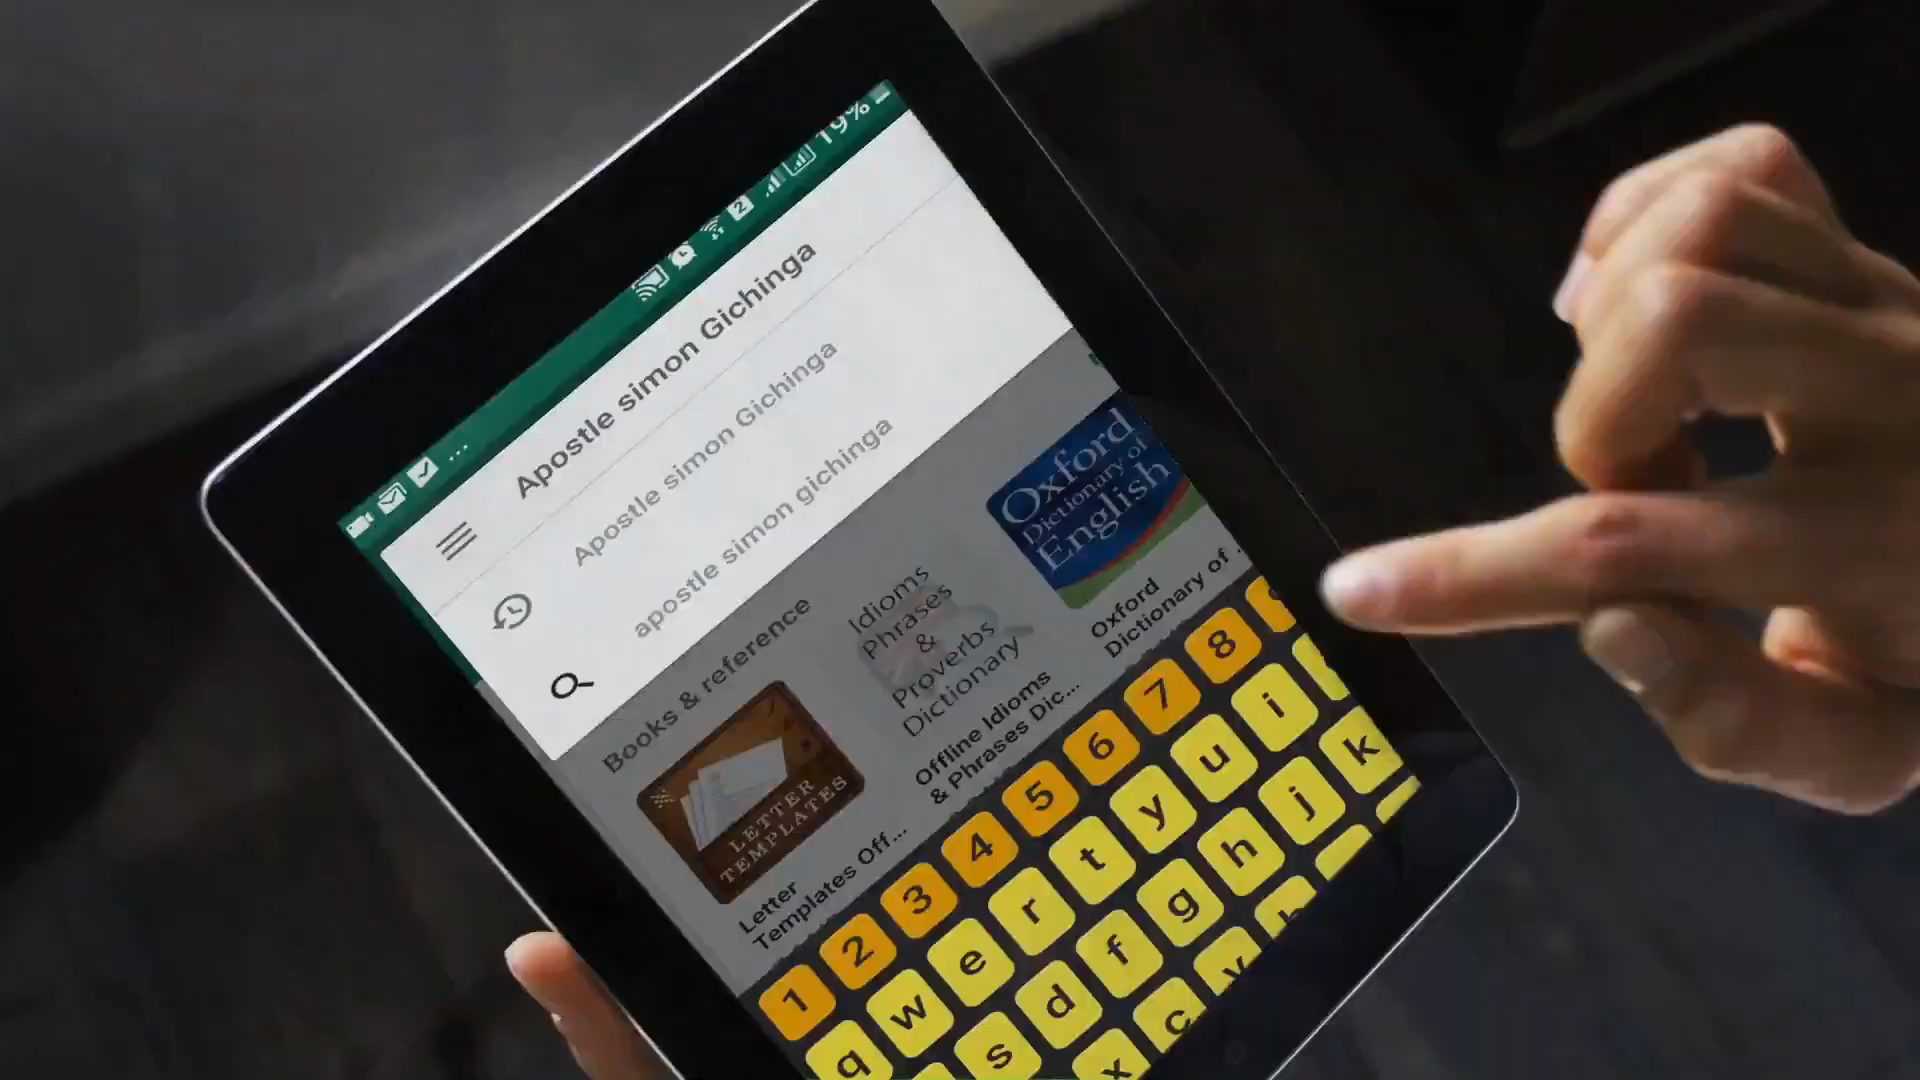 2
19%
Apostle simon Gichinga
Apostle simon Gichinga
apostle simon gichinga
Books & reference
LETTER
TEMPLATES
Letter
Templates Off...
Idioms
Phrases
&
Proverbs
Dictionary
Offline Idioms
& Phrases Dic...
Oxford
Dictionary of
English
Oxford
Dictionary of ...
1 2 3 4 5 6 7 8
q w e r t y u i
s d f g h j k
x c v b